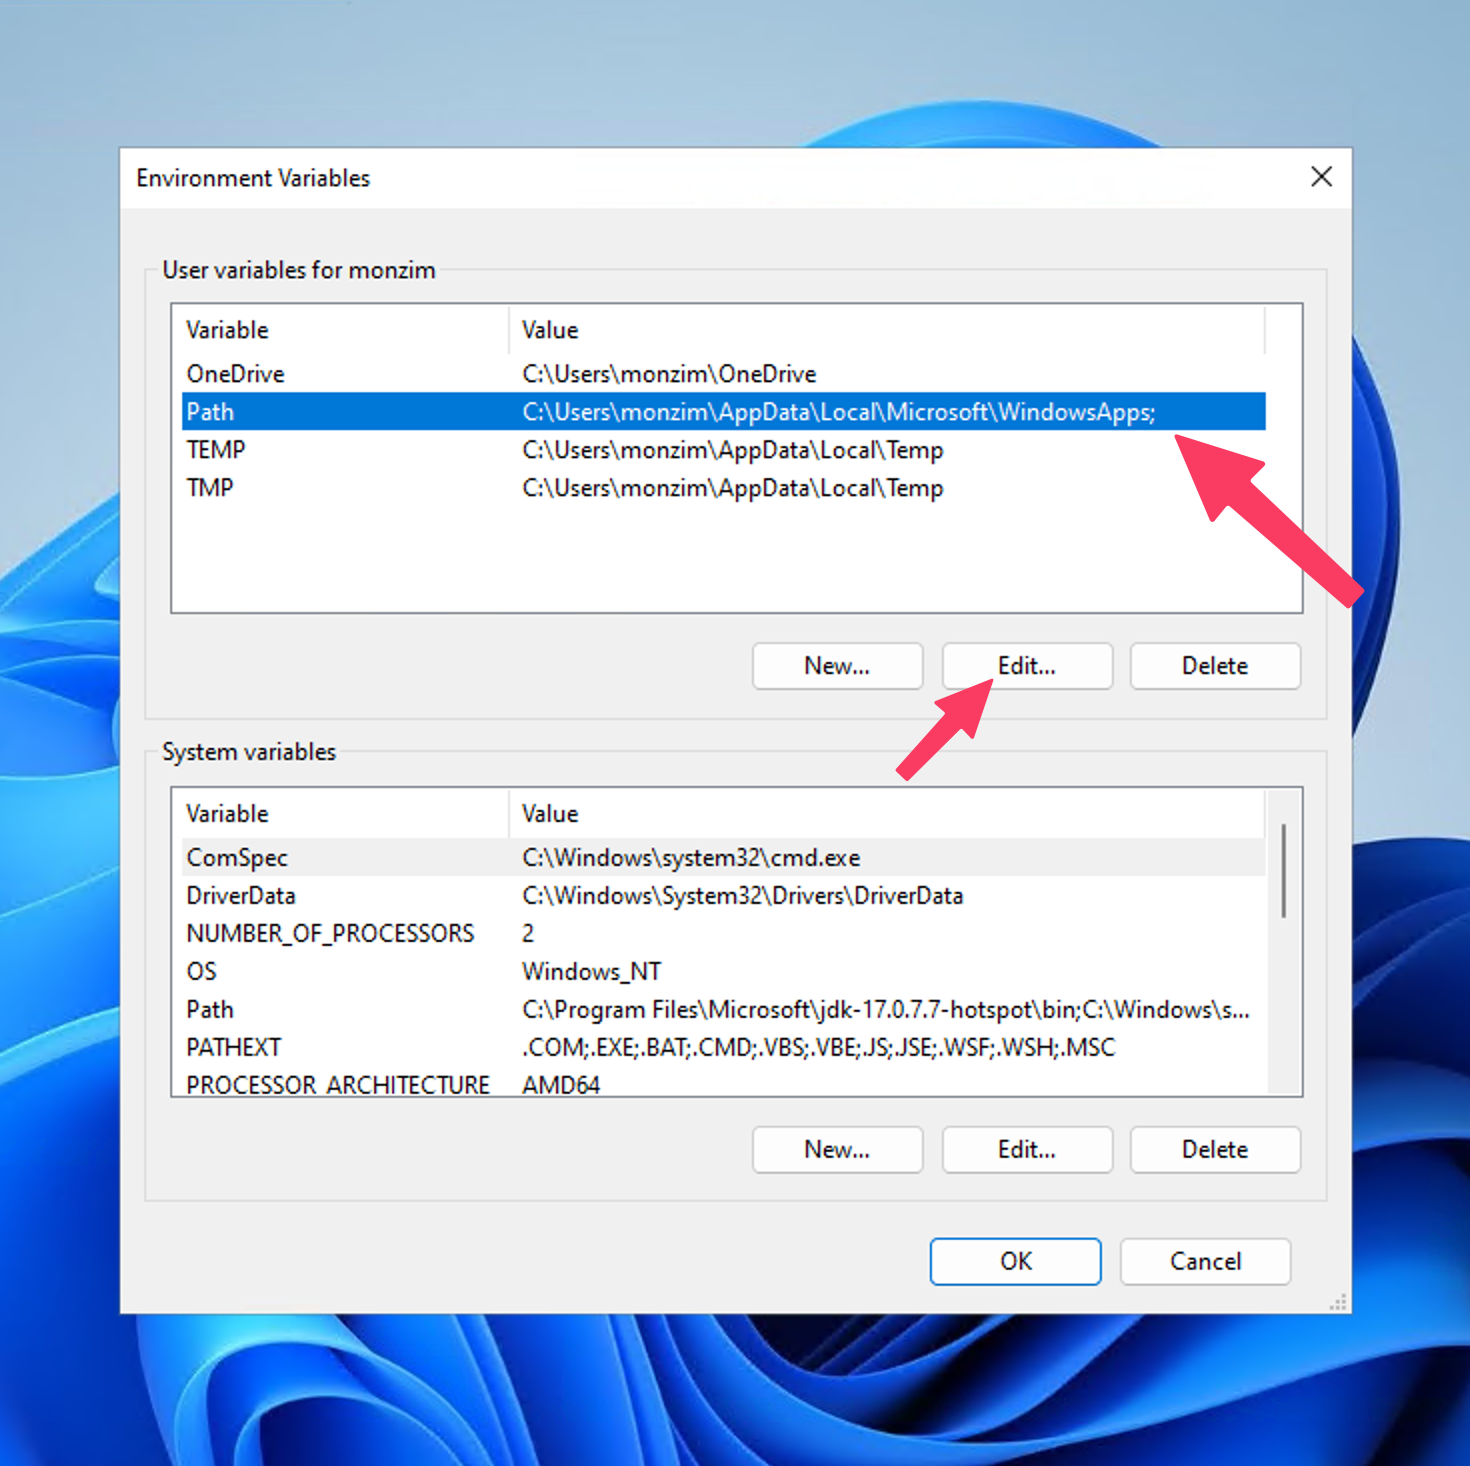 Environment Variables
User variables for monzim
Variable Value
OneDrive C:\Users\monzim\OneDrive
Path C:\Users\monzim\AppData\Local\Microsoft\WindowsApps;
TEMP C:\Users\monzim\AppData\Local\Temp
TMP C:\Users\monzim\AppData\Local\Temp
New... Edit... Delete
System variables
Variable Value
ComSpec C:\Windows\system32\cmd.exe
DriverData C:\Windows\System32\Drivers\DriverData
NUMBER_OF_PROCESSORS 2
OS Windows_NT
Path C:\Program Files\Microsoft\jdk-17.0.7.7-hotspot\bin;C:\Windows\s...
PATHEXT .COM;.EXE;.BAT;.CMD;.VBS;.VBE;.JS;.JSE;.WSF;.WSH;.MSC
PROCESSOR_ARCHITECTURE AMD64
New... Edit... Delete
OK Cancel